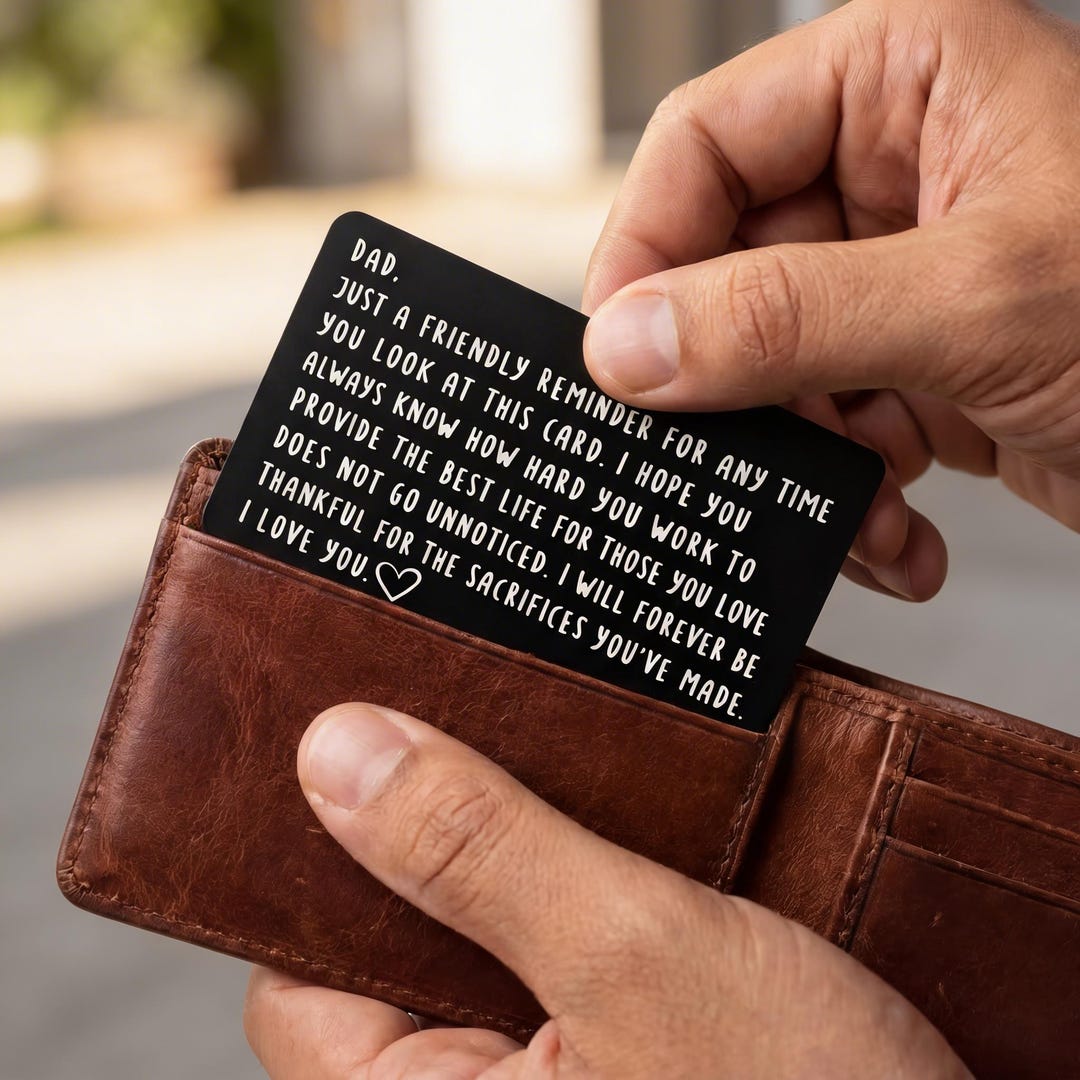 DAD,
JUST A FRIENDLY REMINDER FOR ANY TIME
YOU LOOK AT THIS CARD. I HOPE YOU
ALWAYS KNOW HOW HARD YOU WORK TO
PROVIDE THE BEST LIFE FOR THOSE YOU LOVE
DOES NOT GO UNNOTICED. I WILL FOREVER BE
THANKFUL FOR THE SACRIFICES YOU'VE MADE.
I LOVE YOU.